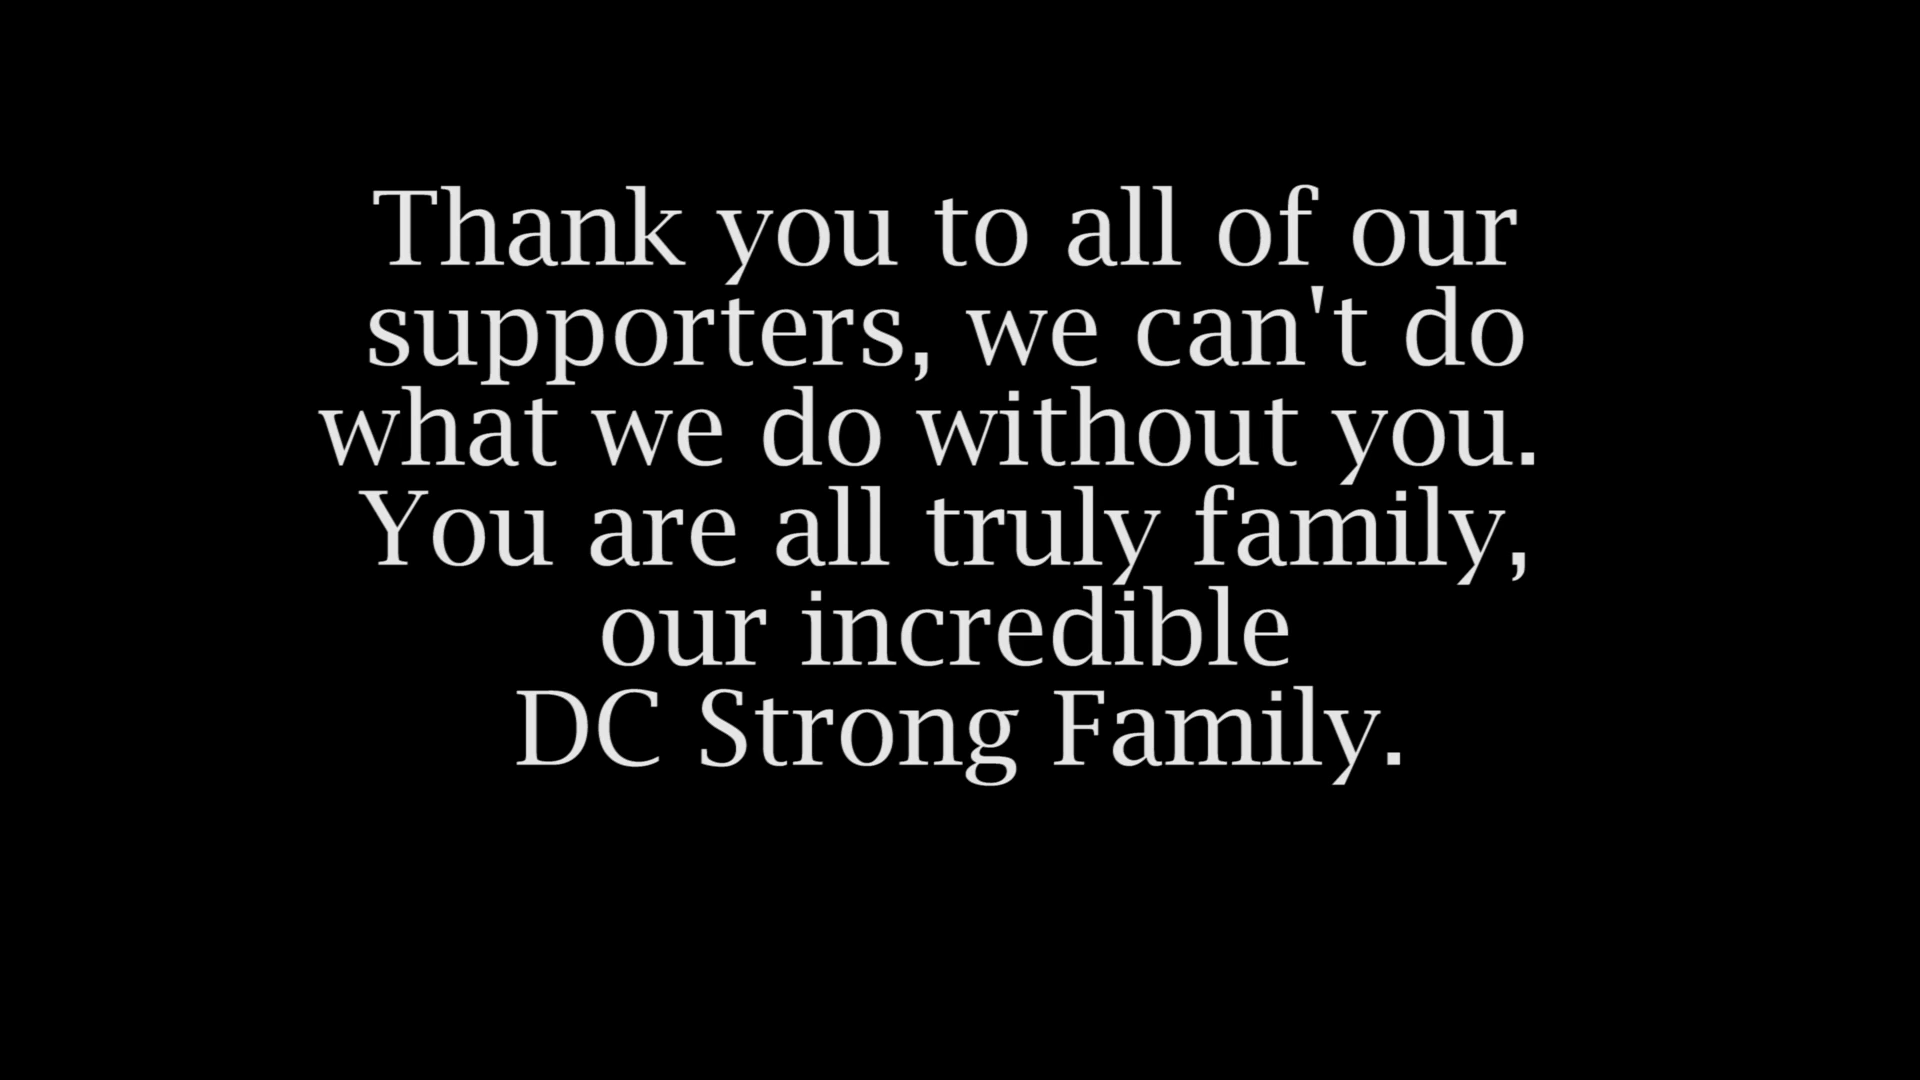 Thank you to all of our
supporters, we can't do
what we do without you.
You are all truly family,
our incredible
DC Strong Family.